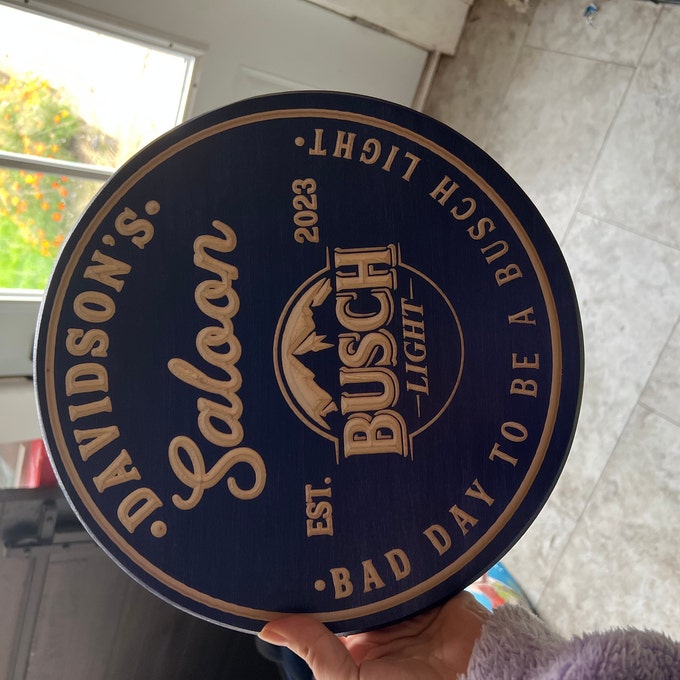 •DAVIDSON'S•
Saloon
EST. 2023
BUSCH
LIGHT
•BAD DAY TO BE A BUSCH LIGHT•